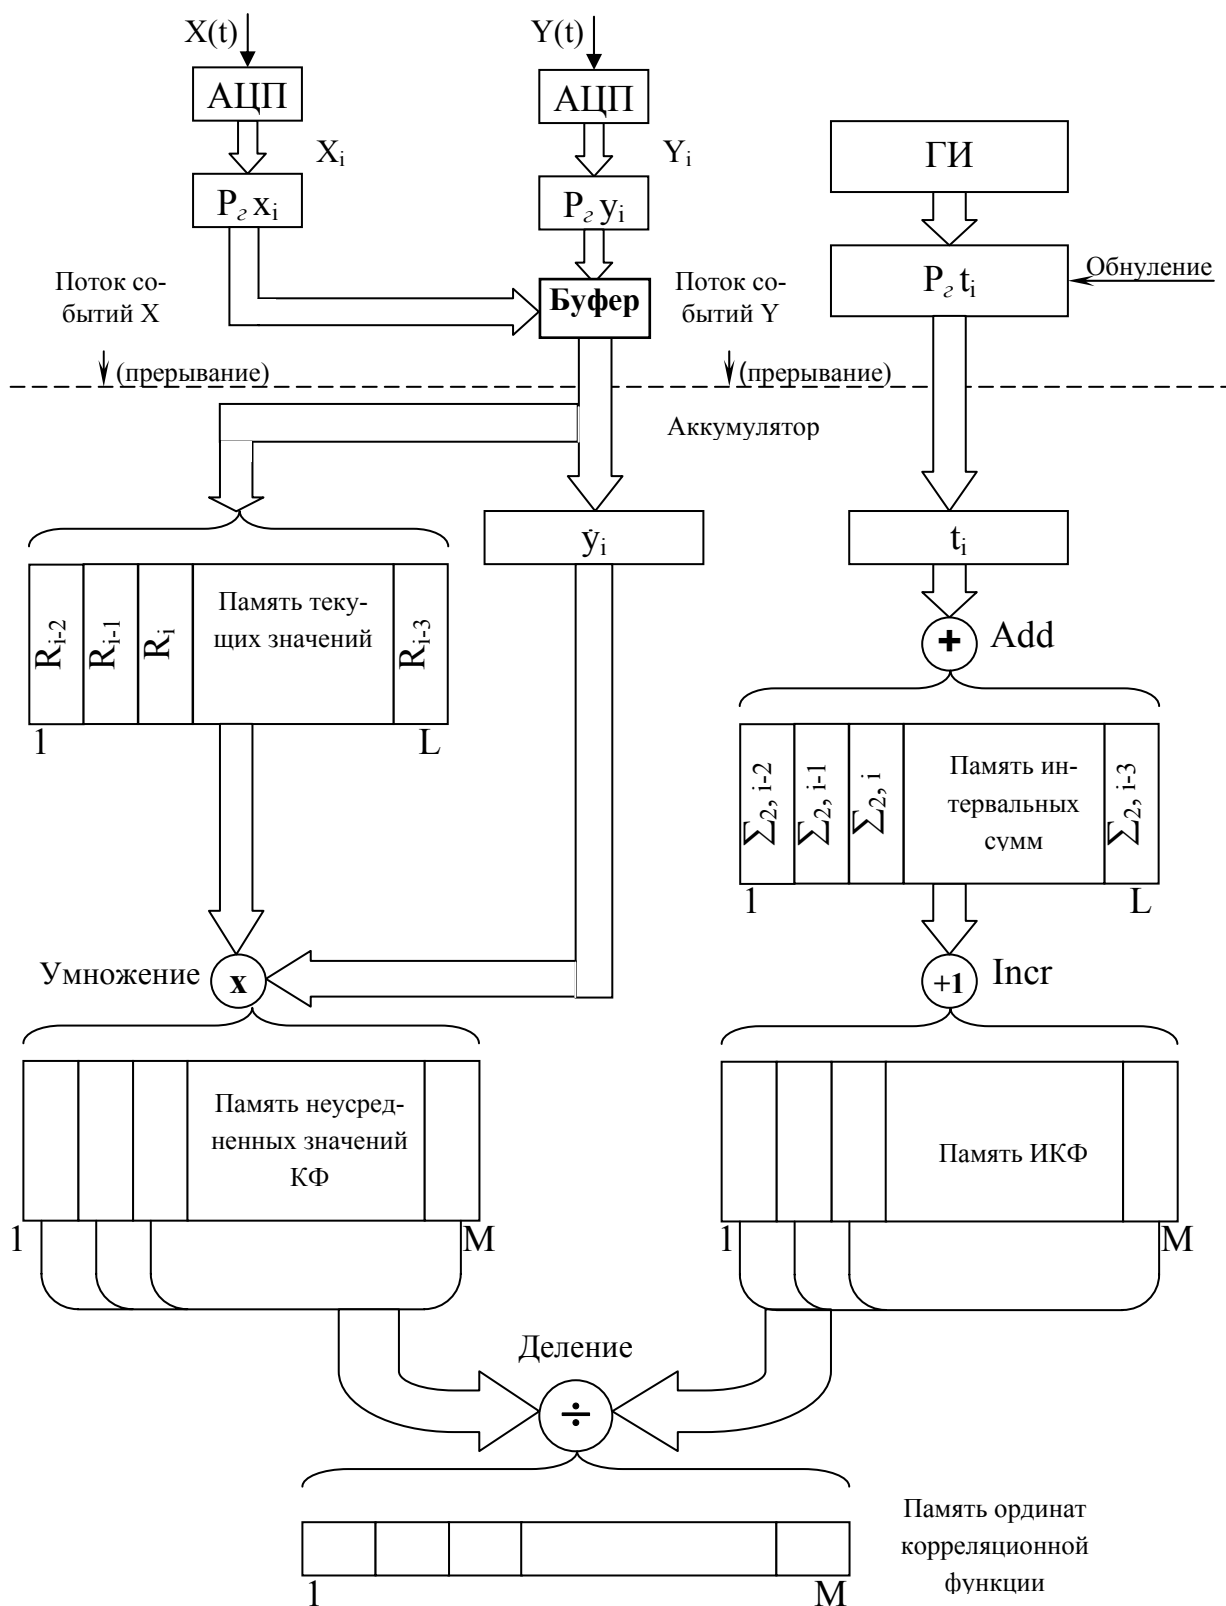 X(t)
Y(t)
АЦП
АЦП
ГИ
Xi
Yi
Рг xi
Рг yi
Рг ti
Обнуление
Поток со-
бытий X
Буфер
Поток со-
бытий Y
(прерывание)
(прерывание)
Аккумулятор
ẏi
ti
Ri-2
Ri-1
Ri
Память теку-
щих значений
Ri-3
1
L
+
Add
∑2, i-2
∑2, i-1
∑2, i
Память ин-
тервальных
сумм
∑2, i-3
1
L
Умножение
x
+1
Incr
Память неусред-
ненных значений
КФ
1
M
Память ИКФ
1
M
Деление
÷
Память ординат
корреляционной
функции
1
M